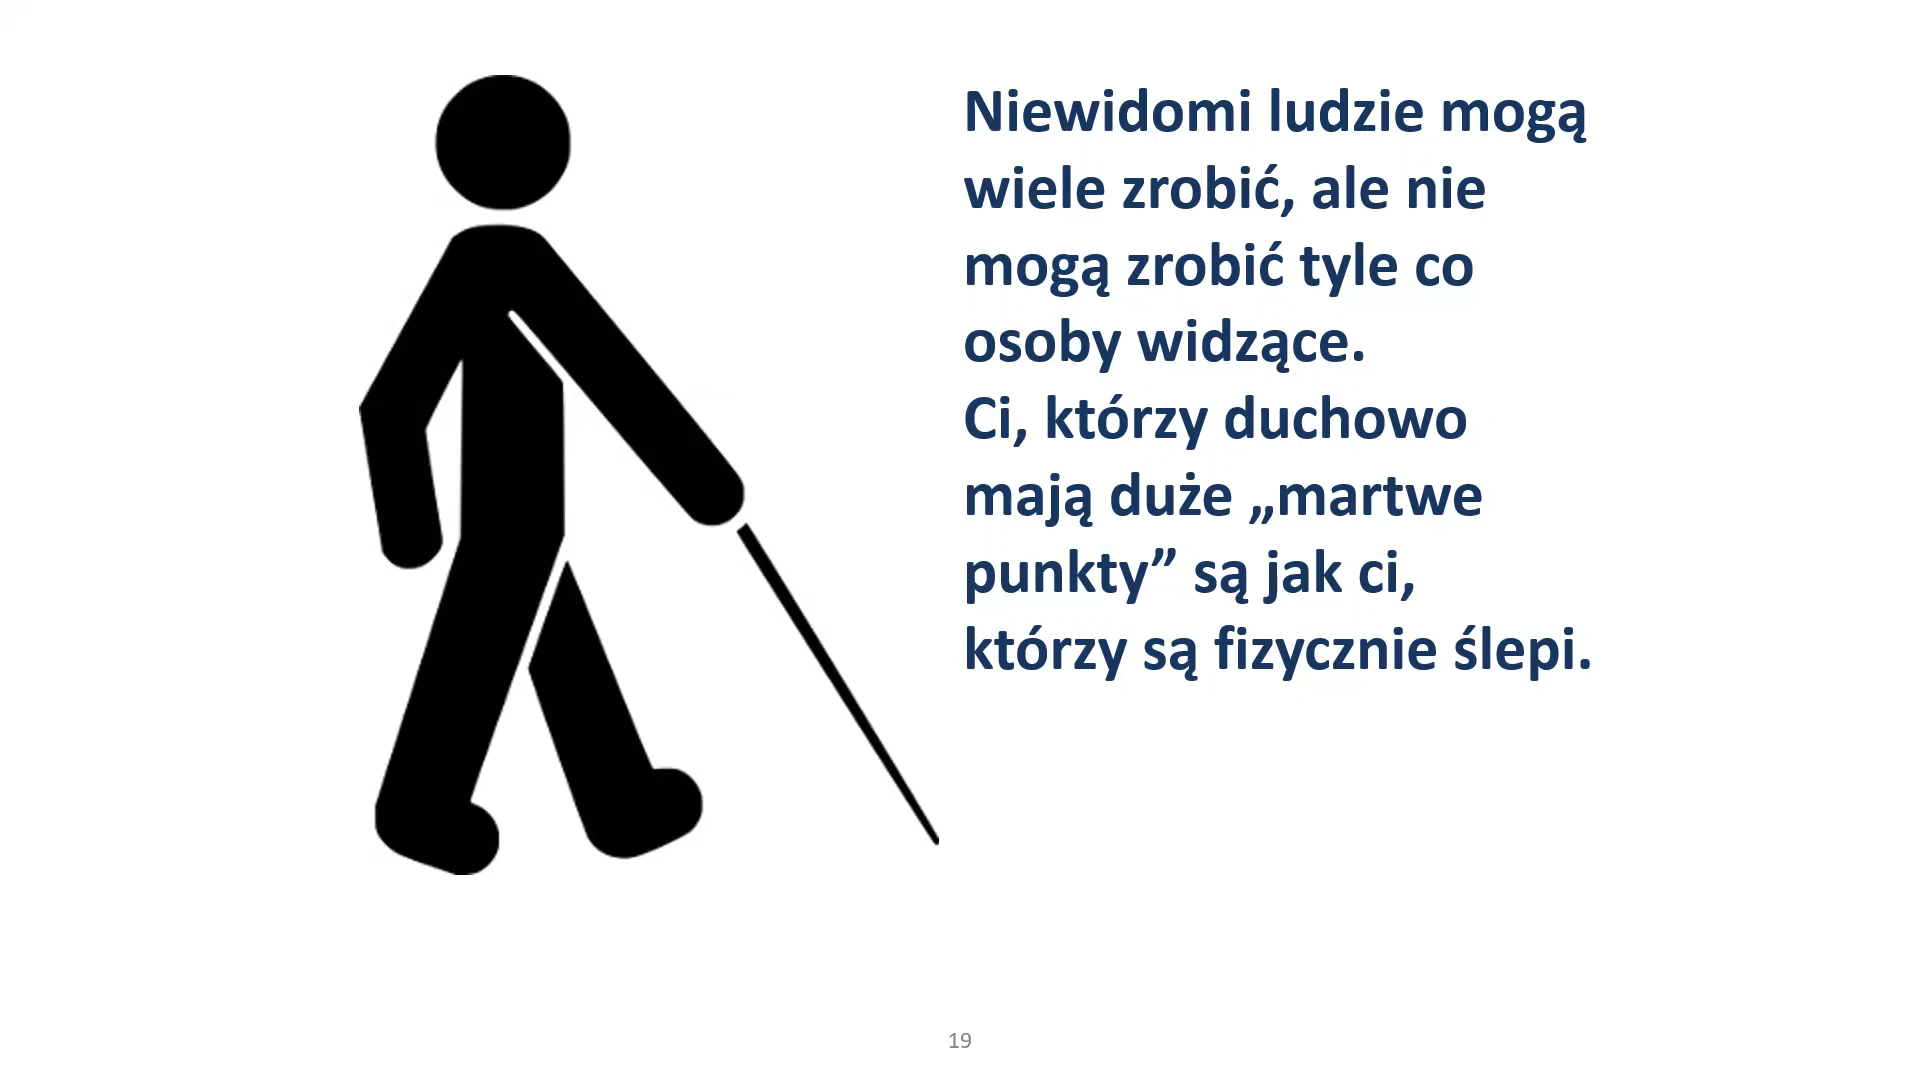 Niewidomi ludzie mogą
wiele zrobić, ale nie
mogą zrobić tyle co
osoby widzące.
Ci, którzy duchowo
mają duże „martwe
punkty” są jak ci,
którzy są fizycznie ślepi.
19